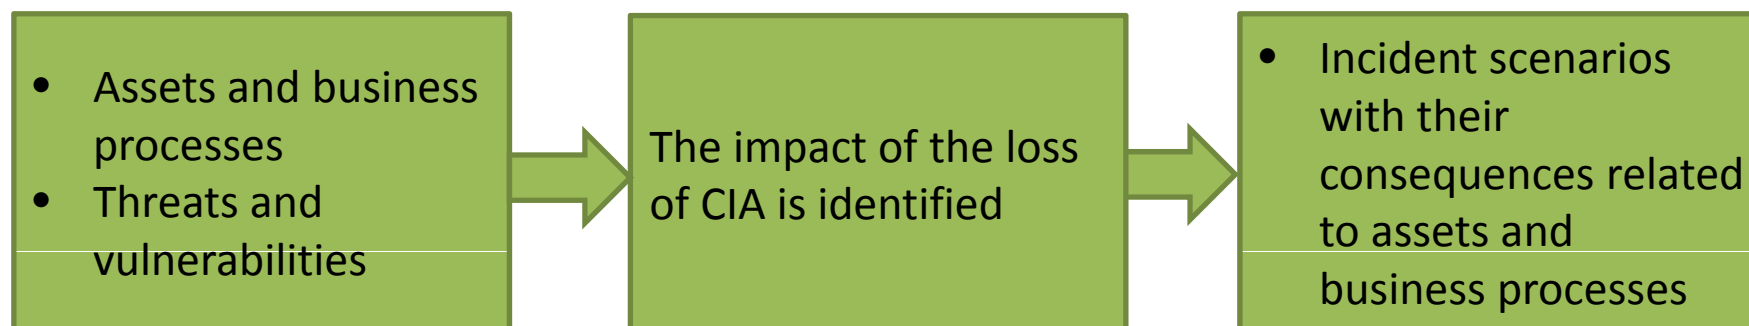 • Assets and business
processes
• Threats and
vulnerabilities
The impact of the loss
of CIA is identified
• Incident scenarios
with their
consequences related
to assets and
business processes